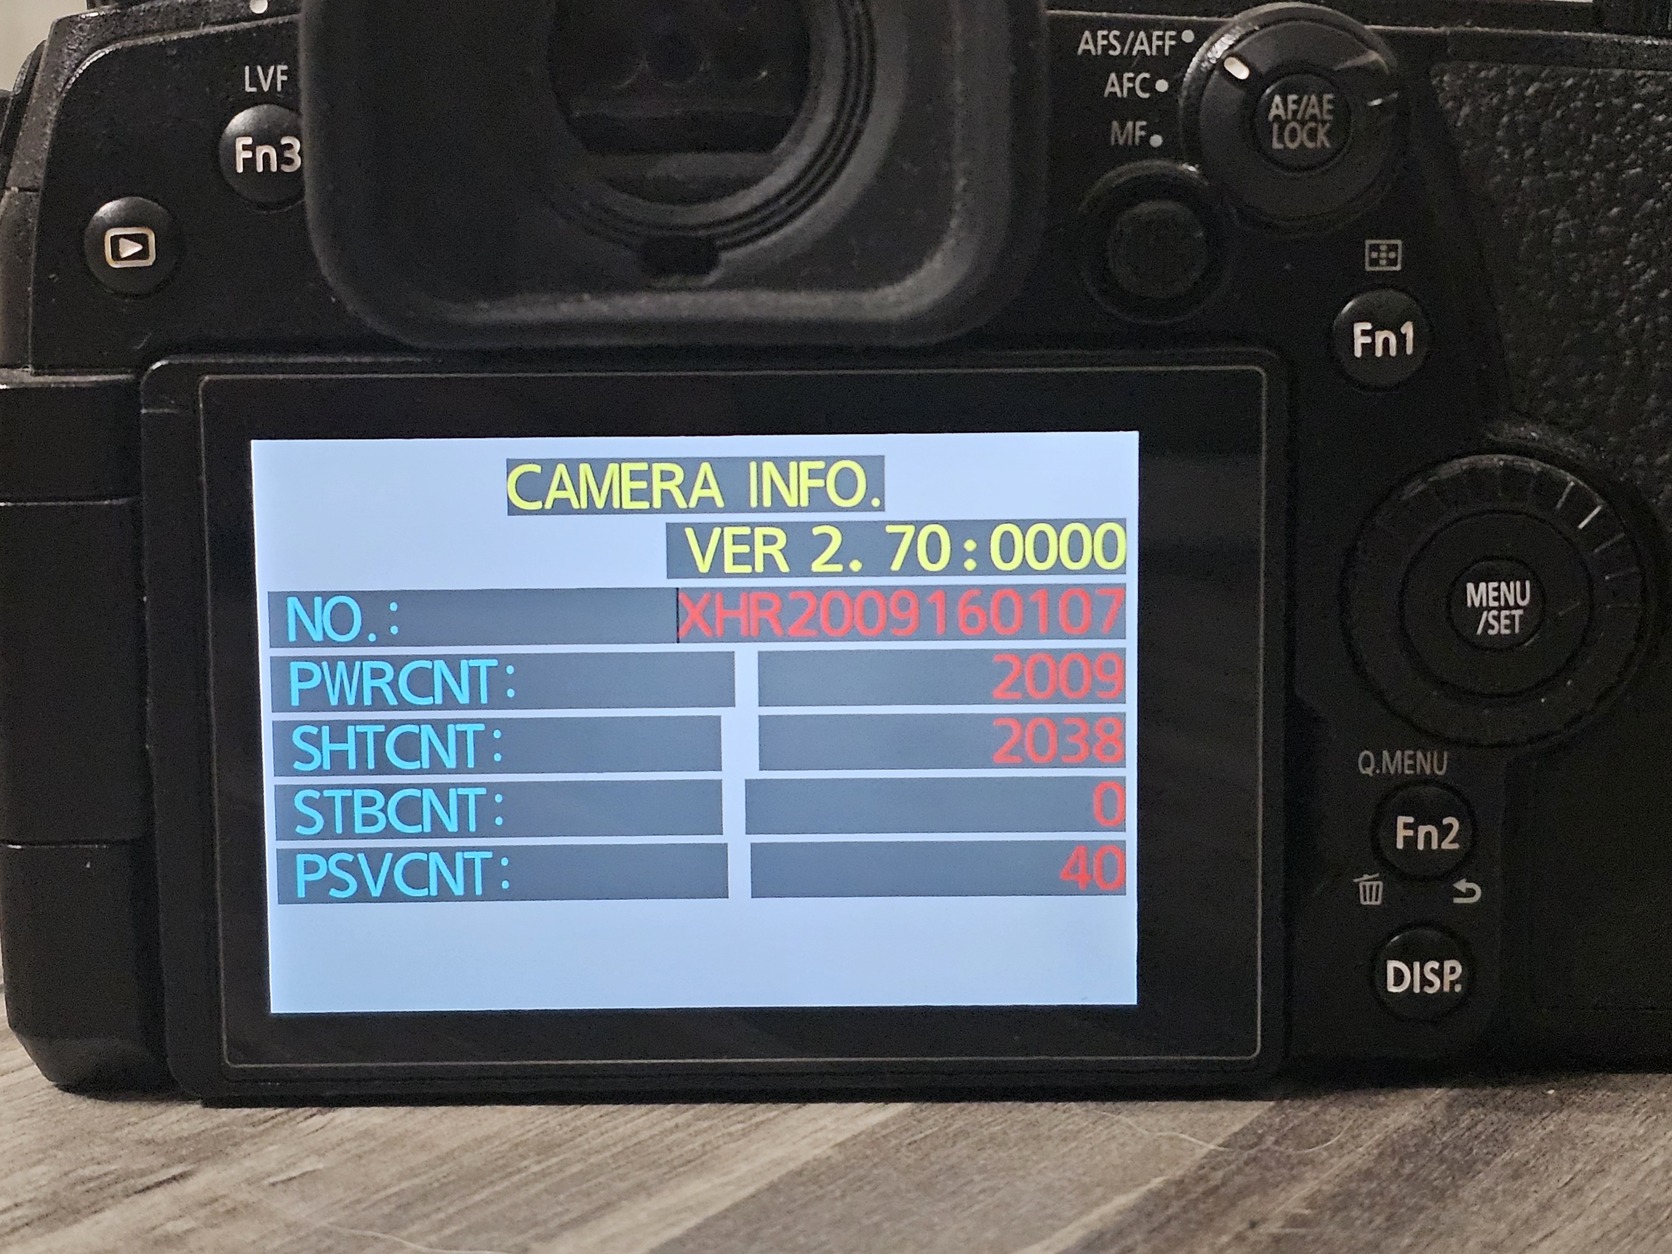 LVF
Fn3
AFS/AFF
AFC
MF
AF/AE
LOCK
Fn1
CAMERA INFO.
VER 2. 70:0000
NO.: XHR2009160107
PWRCNT: 2009
SHTCNT: 2038
STBCNT: 0
PSVCNT: 40
MENU
/SET
Q.MENU
Fn2
DISP.